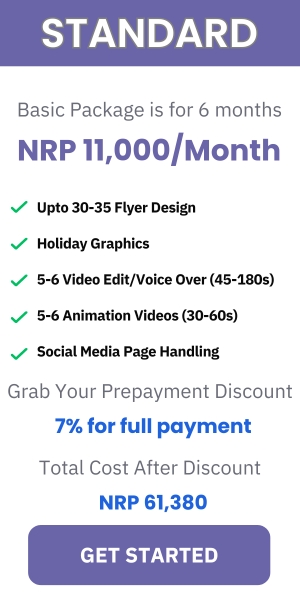 STANDARD
Basic Package is for 6 months
NRP 11,000/Month
Upto 30-35 Flyer Design
Holiday Graphics
5-6 Video Edit/Voice Over (45-180s)
5-6 Animation Videos (30-60s)
Social Media Page Handling
Grab Your Prepayment Discount
7% for full payment
Total Cost After Discount
NRP 61,380
GET STARTED